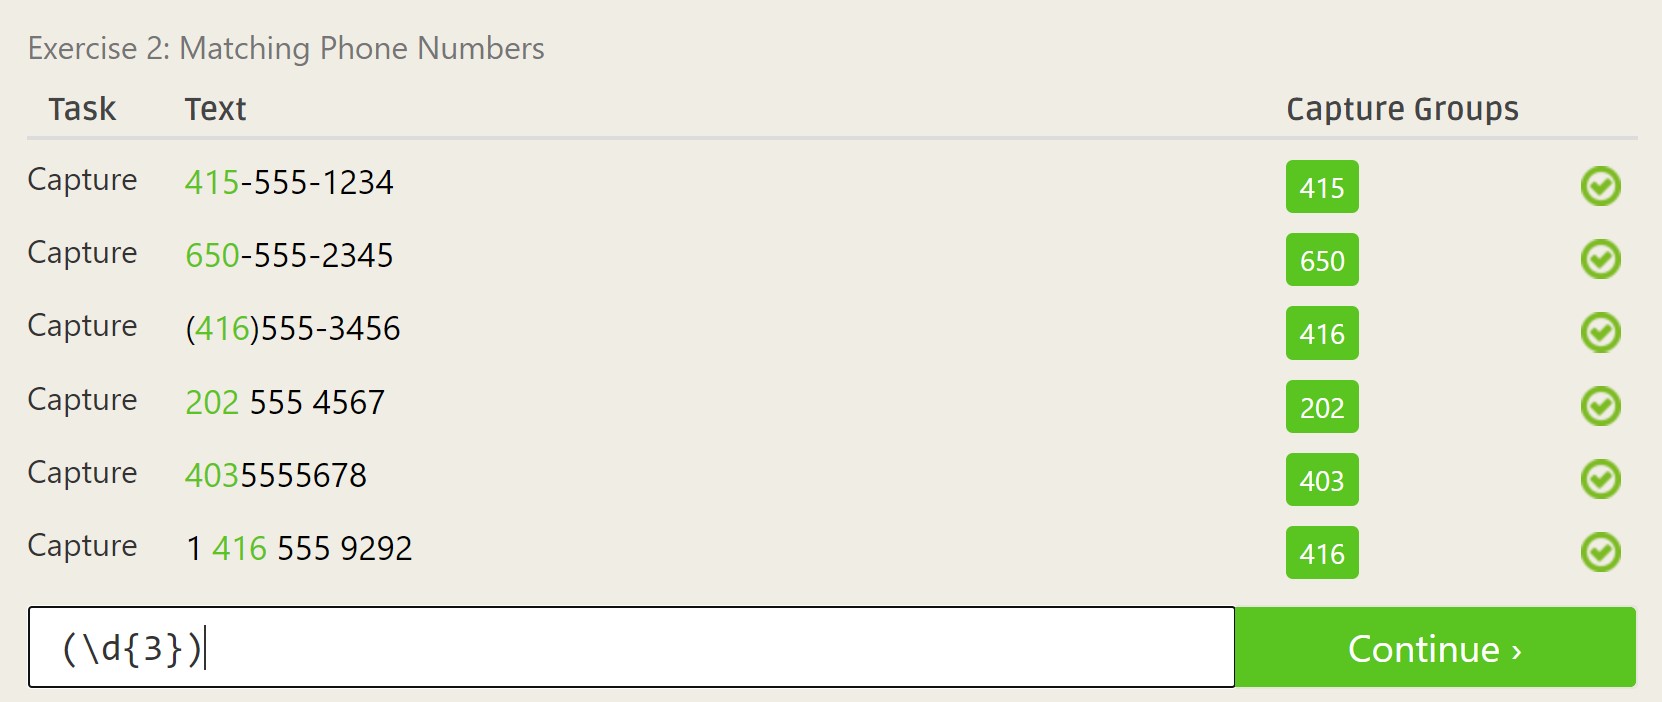 Exercise 2: Matching Phone Numbers
Task Text Capture Groups
Capture 415-555-1234 415
Capture 650-555-2345 650
Capture (416)555-3456 416
Capture 202 555 4567 202
Capture 4035555678 403
Capture 1 416 555 9292 416
(\d{3}) Continue ›